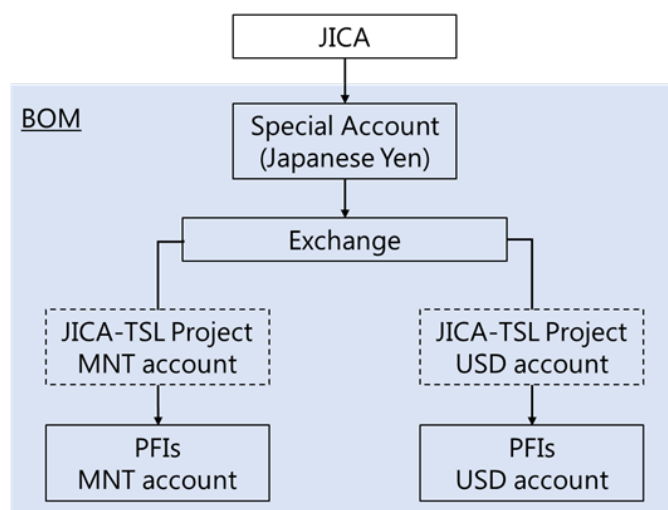 JICA
BOM
Special Account
(Japanese Yen)
Exchange
JICA-TSL Project
MNT account
JICA-TSL Project
USD account
PFIs
MNT account
PFIs
USD account